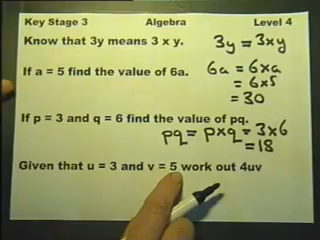 Key Stage 3 Algebra Level 4
Know that 3y means 3 x y. 3y = 3xy
If a = 5 find the value of 6a. 6a = 6xa
= 6x5
= 30
If p = 3 and q = 6 find the value of pq.
pq = pxq = 3x6
= 18
Given that u = 3 and v = 5 work out 4uv